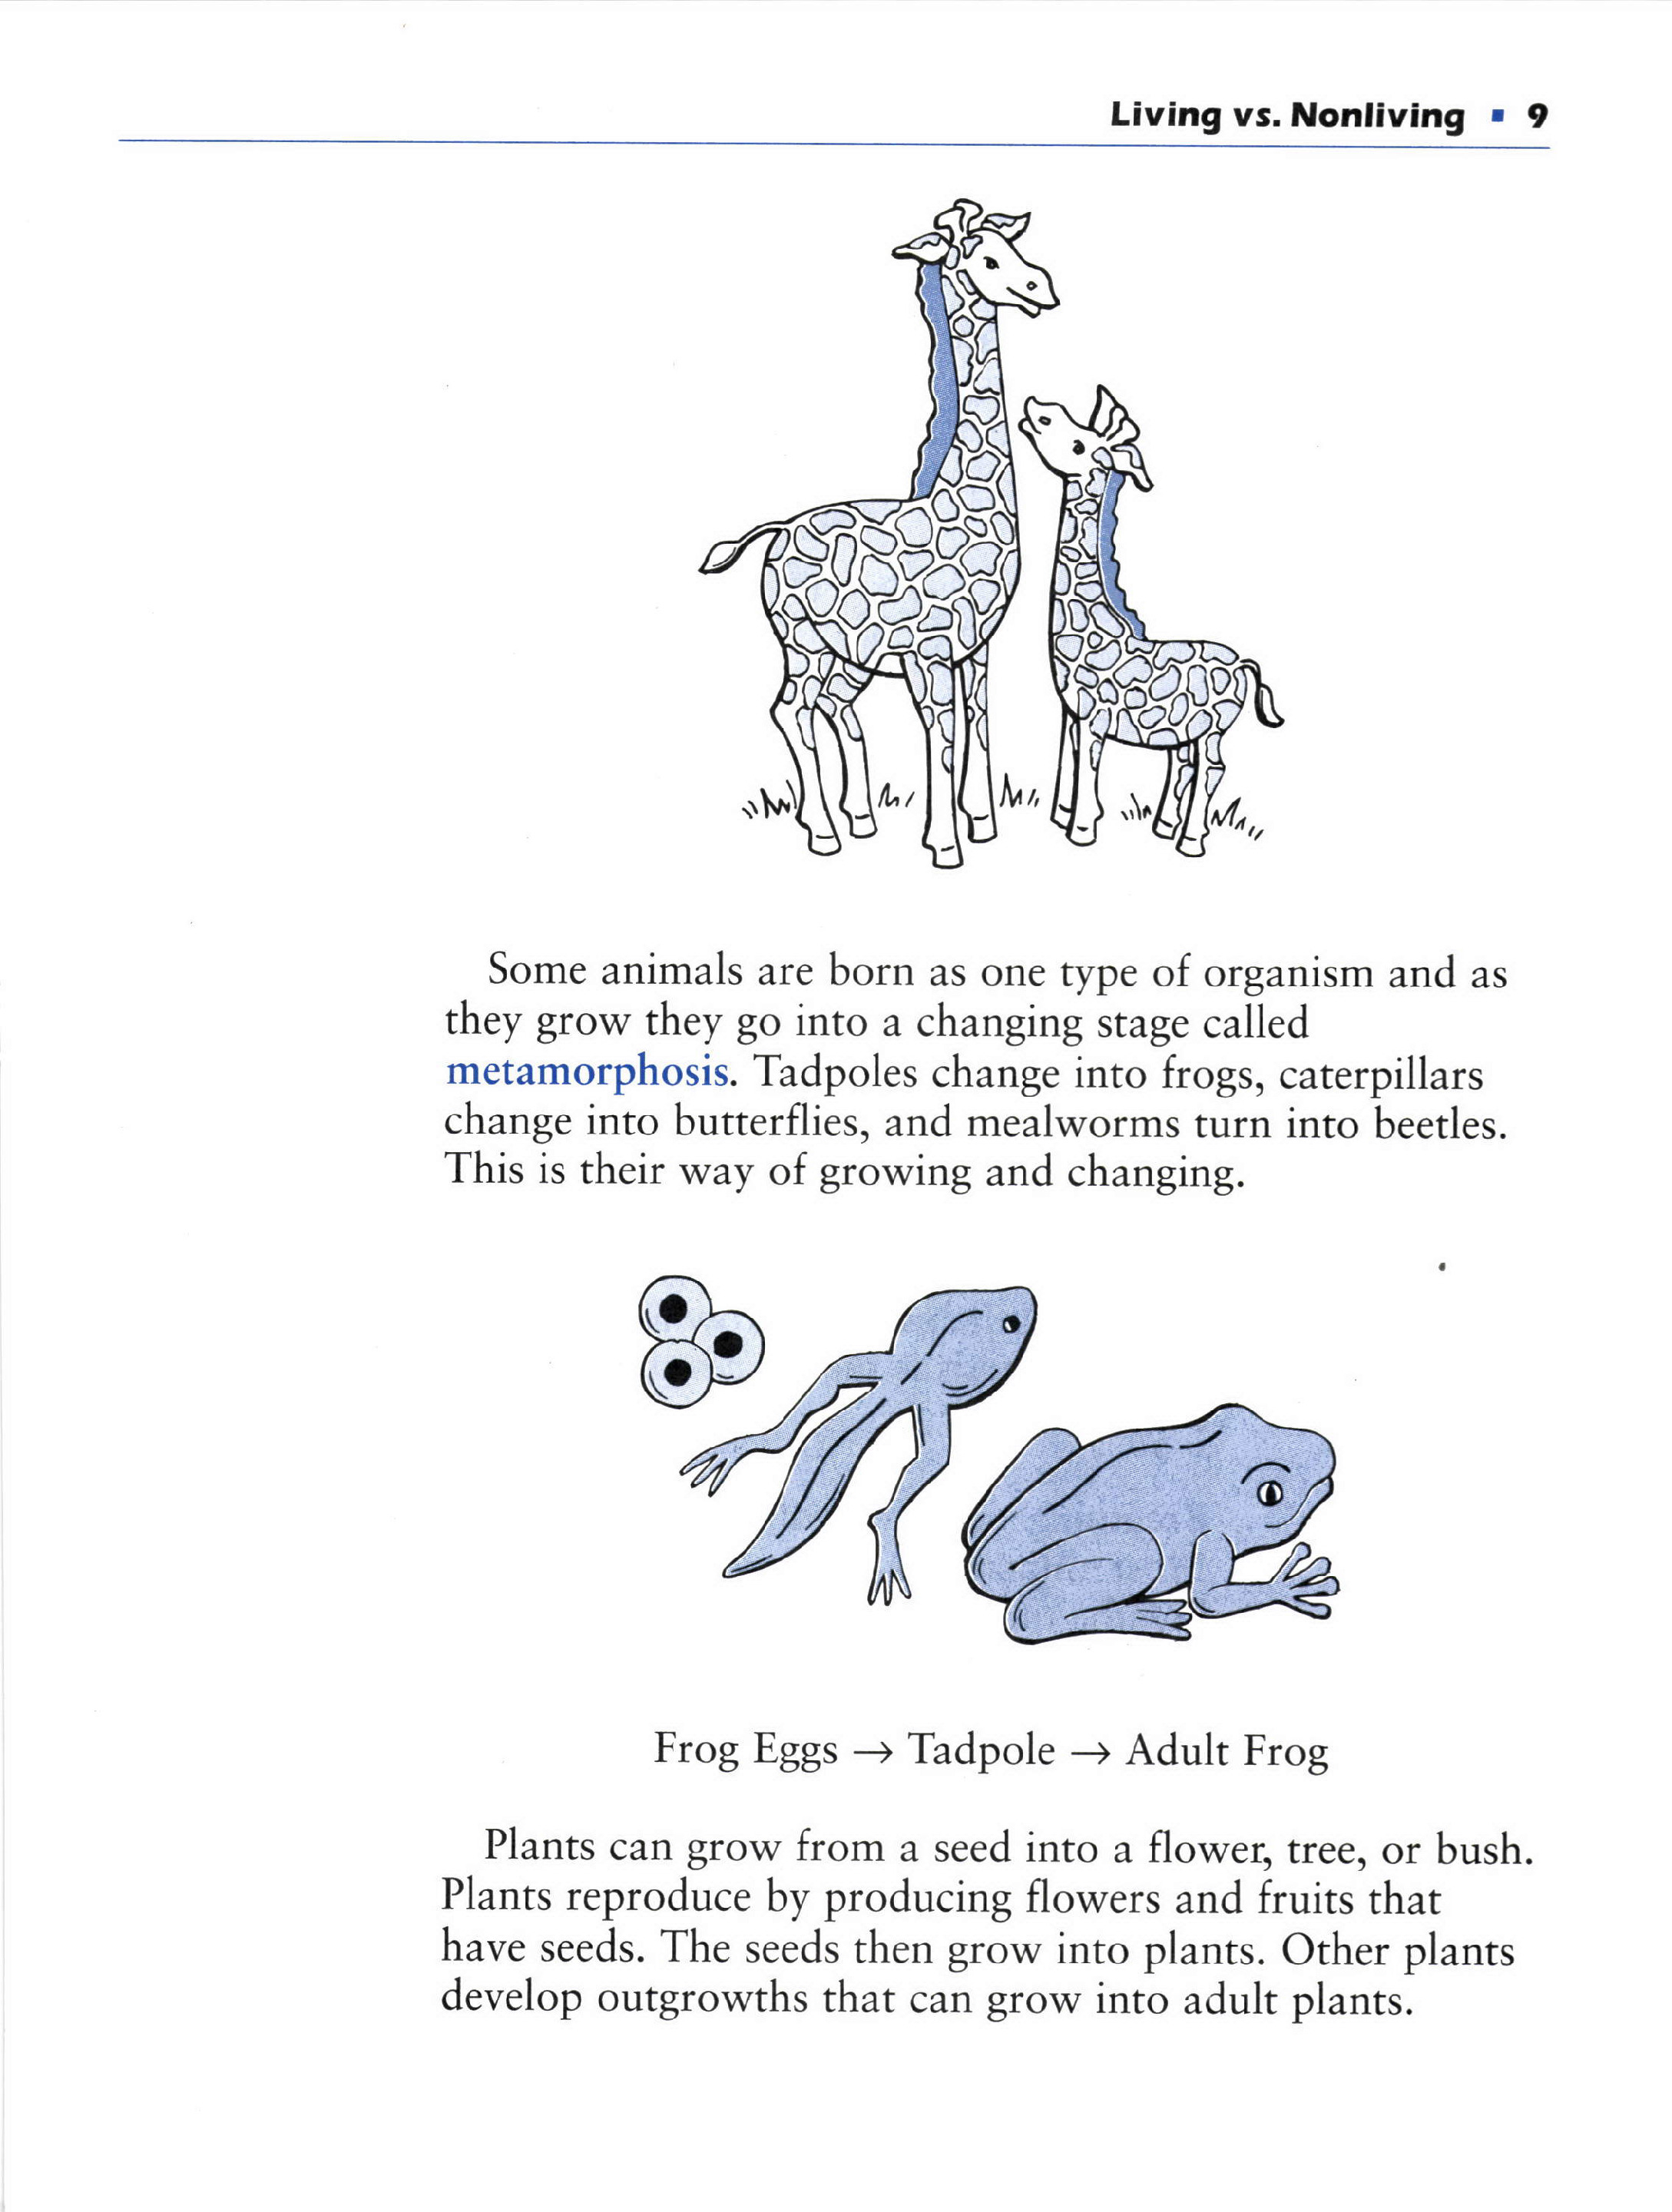 Living vs. Nonliving ▪ 9
Some animals are born as one type of organism and as
they grow they go into a changing stage called
metamorphosis. Tadpoles change into frogs, caterpillars
change into butterflies, and mealworms turn into beetles.
This is their way of growing and changing.
Frog Eggs → Tadpole → Adult Frog
Plants can grow from a seed into a flower, tree, or bush.
Plants reproduce by producing flowers and fruits that
have seeds. The seeds then grow into plants. Other plants
develop outgrowths that can grow into adult plants.